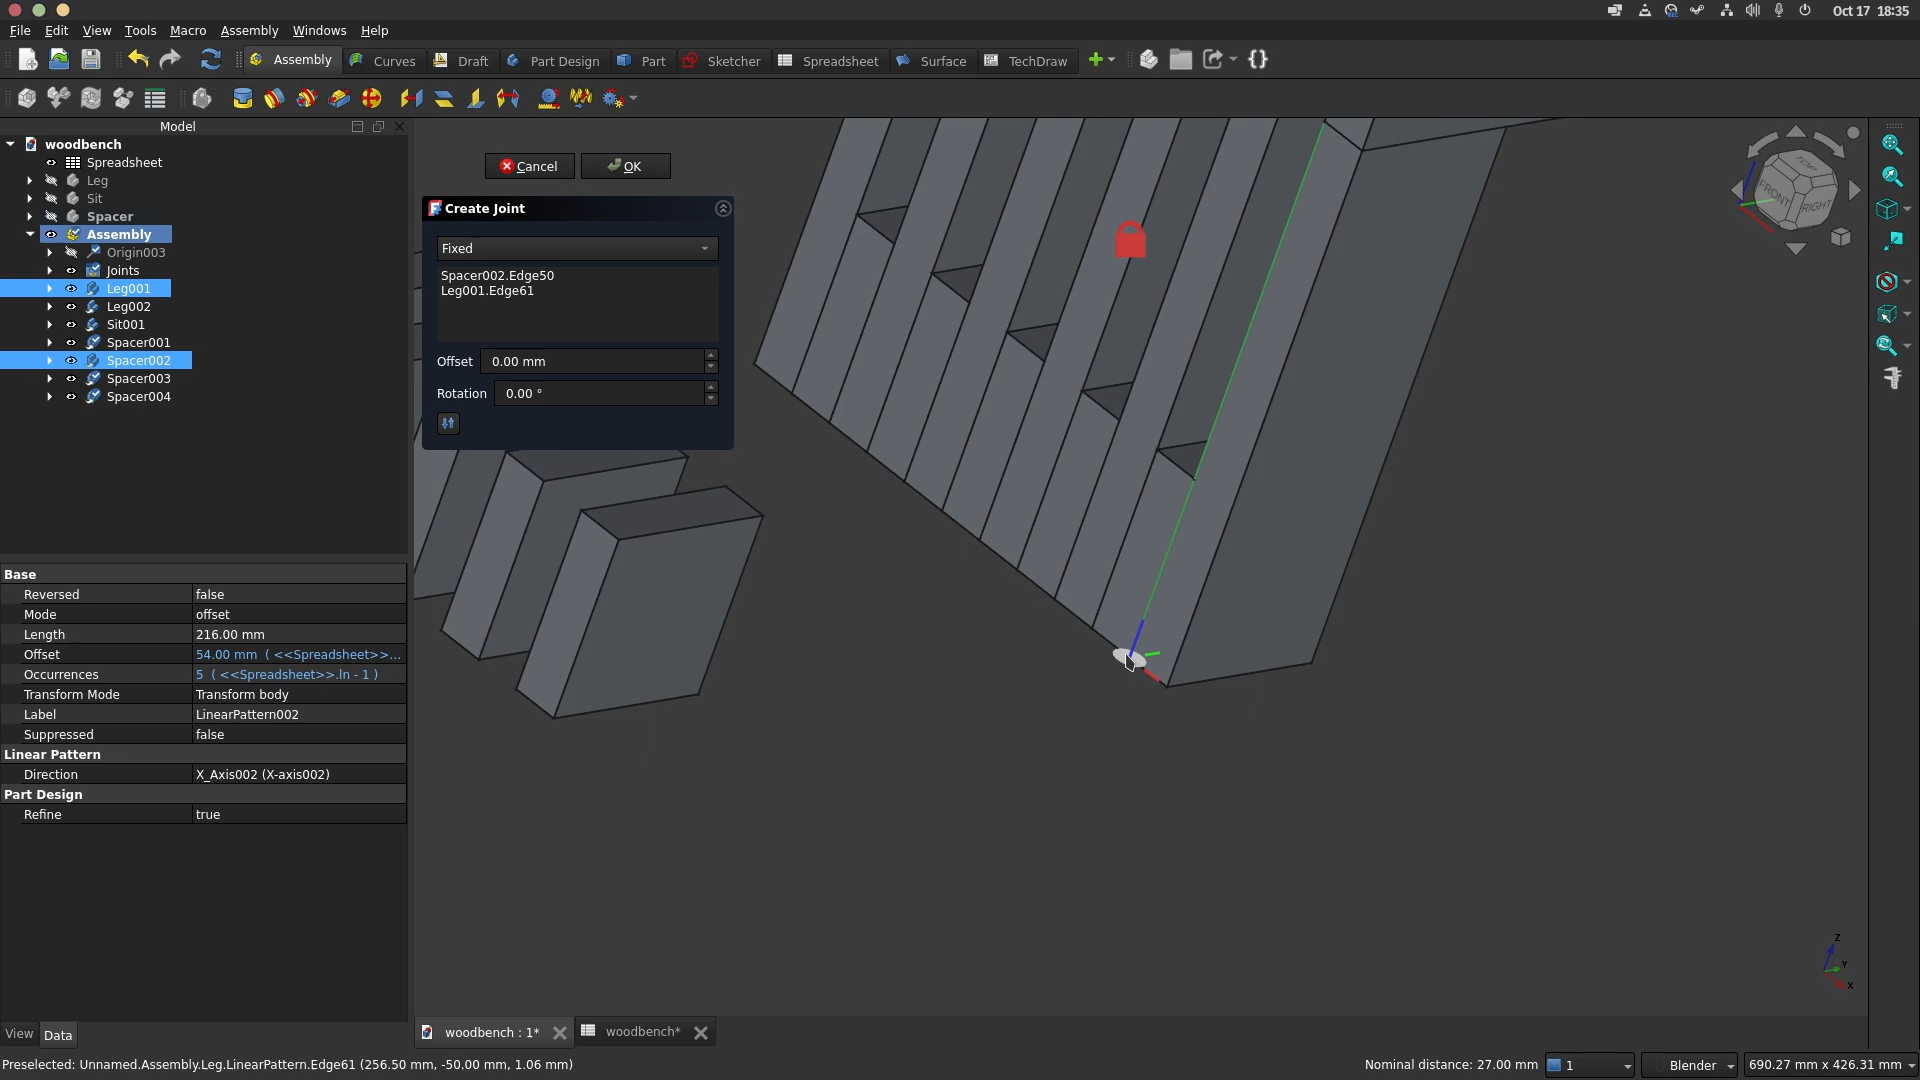 Oct 17 18:35
File Edit View Tools Macro Assembly Windows Help
Assembly Curves Draft Part Design Part Sketcher Spreadsheet Surface TechDraw
Model
woodbench
Spreadsheet
Leg
Sit
Spacer
Assembly
Origin003
Joints
Leg001
Leg002
Sit001
Spacer001
Spacer002
Spacer003
Spacer004
Cancel OK
Create Joint
Fixed
Spacer002.Edge50
Leg001.Edge61
Offset 0.00 mm
Rotation 0.00 °
TOP
FRONT RIGHT
Base
Reversed false
Mode offset
Length 216.00 mm
Offset 54.00 mm ( <<Spreadsheet>>...
Occurrences 5 ( <<Spreadsheet>>.ln - 1 )
Transform Mode Transform body
Label LinearPattern002
Suppressed false
Linear Pattern
Direction X_Axis002 (X-axis002)
Part Design
Refine true
Z
Y
X
View Data
woodbench : 1* woodbench*
Preselected: Unnamed.Assembly.Leg.LinearPattern.Edge61 (256.50 mm, -50.00 mm, 1.06 mm) Nominal distance: 27.00 mm 1 Blender 690.27 mm x 426.31 mm